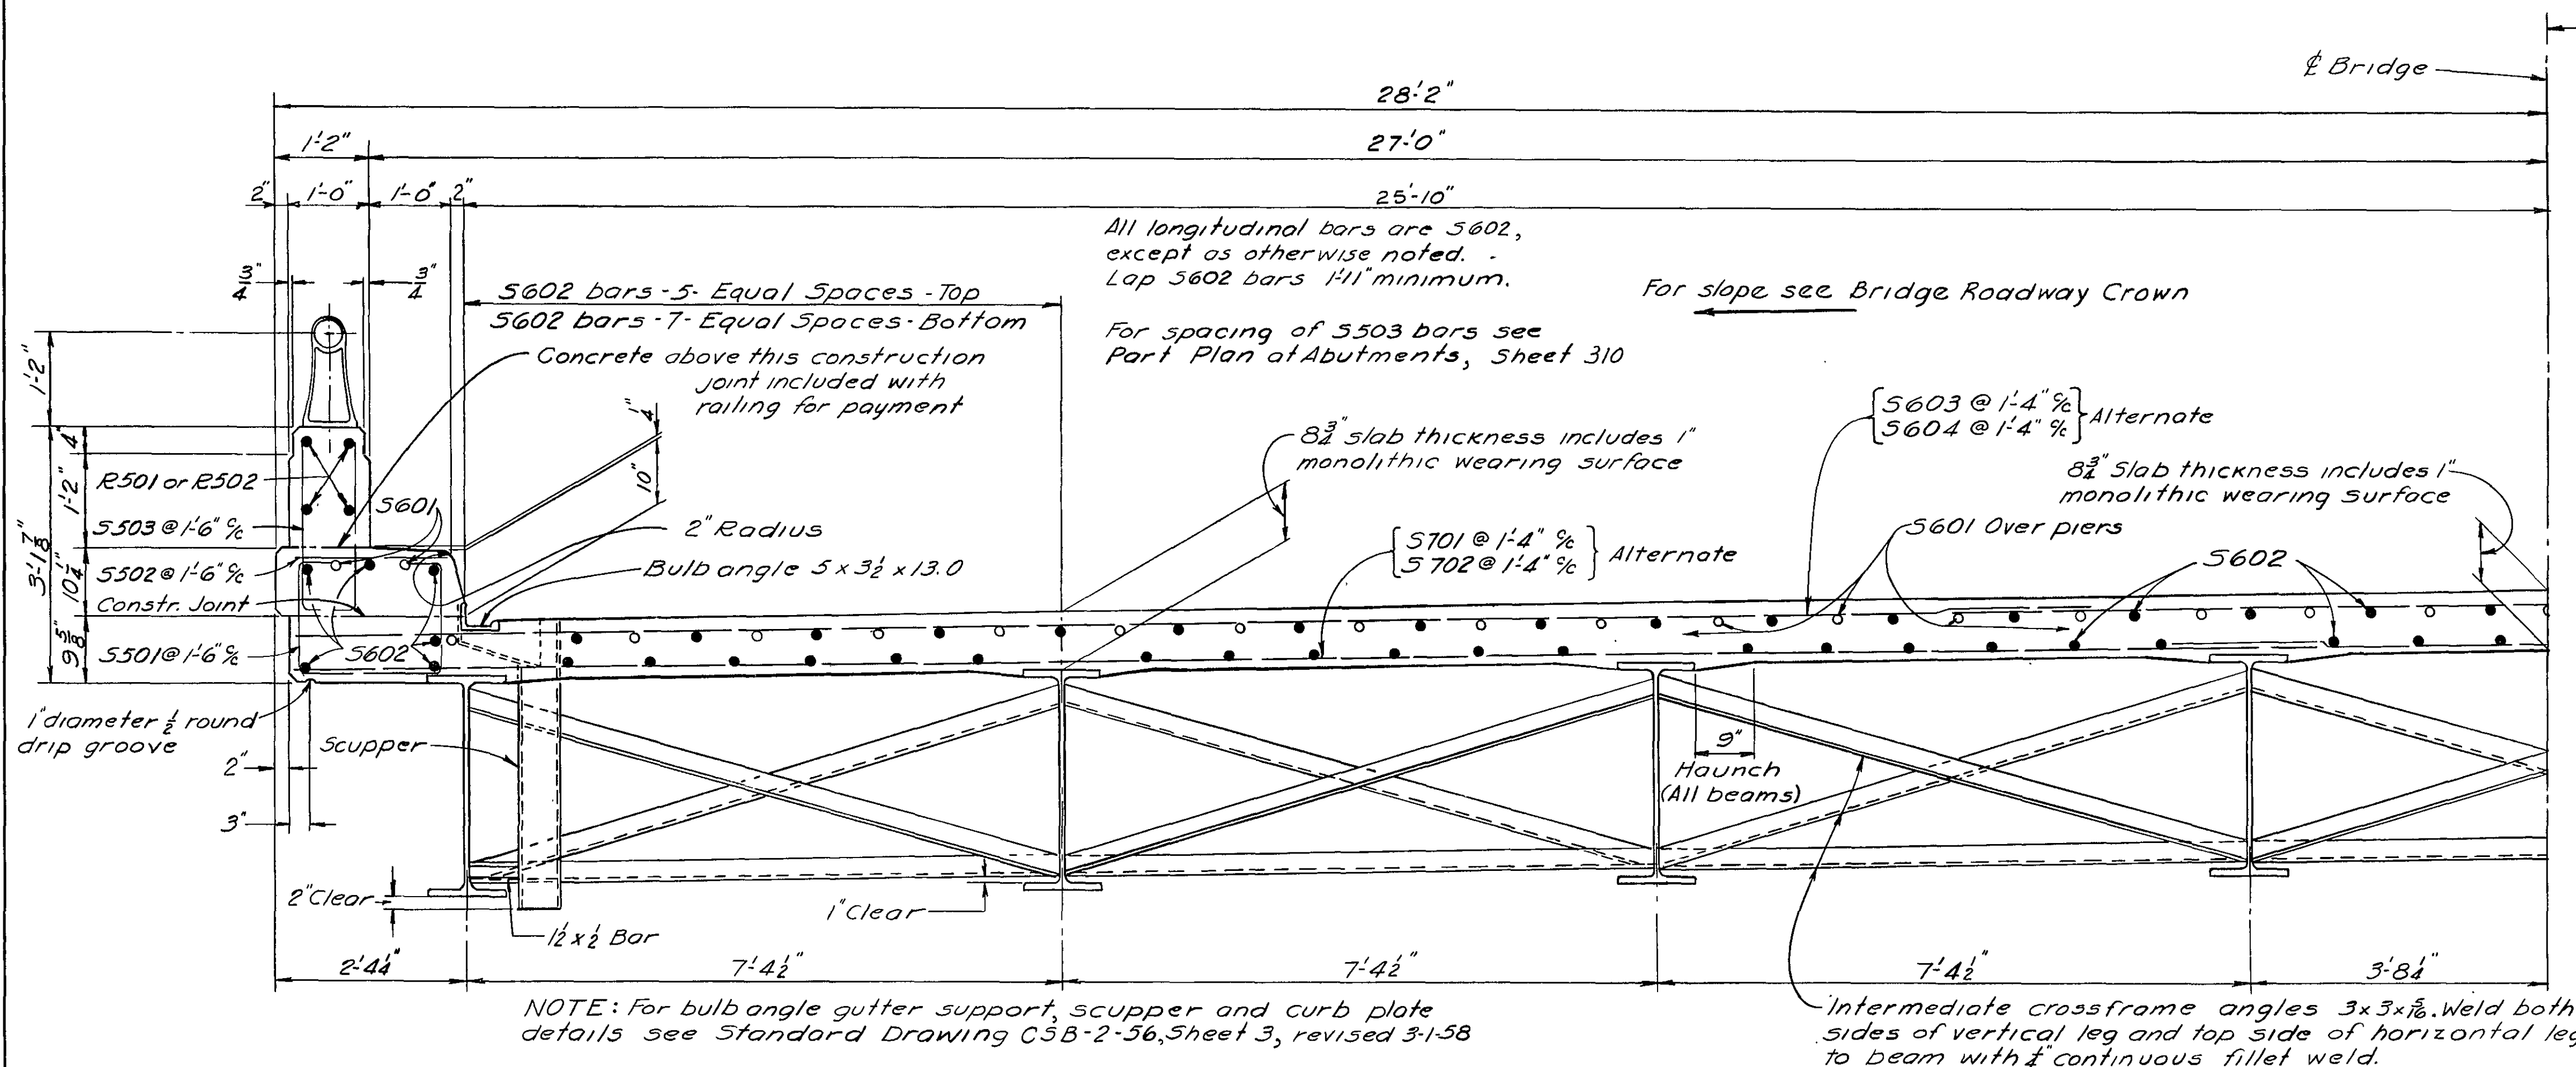 ℄ Bridge
28'-2"
1'-2"
27'-0"
2"
1'-0"
1'-0"
2"
25'-10"
All longitudinal bars are S602,
except as otherwise noted.
Lap S602 bars 1'-11" minimum.
3/4"
3/4"
S602 bars -5- Equal Spaces - Top
S602 bars -7- Equal Spaces - Bottom
For slope see Bridge Roadway Crown
For spacing of S503 bars see
Part Plan at Abutments, Sheet 310
Concrete above this construction
joint included with
railing for payment
1'-2"
1/4"
10"
8 3/4" slab thickness includes 1"
monolithic wearing surface
S603 @ 1'-4" c/c
S604 @ 1'-4" c/c
Alternate
8 3/4" Slab thickness includes 1"
monolithic wearing surface
4"
1'-2"
3'-1 7/8"
10 1/4"
9 5/8"
R501 or R502
S601
S503 @ 1'-6" c/c
2" Radius
S601 Over piers
S701 @ 1'-4" c/c
S702 @ 1'-4" c/c
Alternate
S602
S502 @ 1'-6" c/c
Bulb angle 5 x 3 1/2 x 13.0
Constr. Joint
S501 @ 1'-6" c/c
S602
1" diameter 1/2 round
drip groove
Scupper
2"
3"
9"
Haunch
(All beams)
2" Clear
1" Clear
1 1/2 x 1/2 Bar
2'-4 1/4"
7'-4 1/2"
7'-4 1/2"
7'-4 1/2"
3'-8 1/4"
NOTE: For bulb angle gutter support, scupper and curb plate
details see Standard Drawing CSB-2-56, Sheet 3, revised 3-1-58
Intermediate crossframe angles 3 x 3 x 5/16. Weld both
sides of vertical leg and top side of horizontal leg
to beam with 1/4" continuous fillet weld.